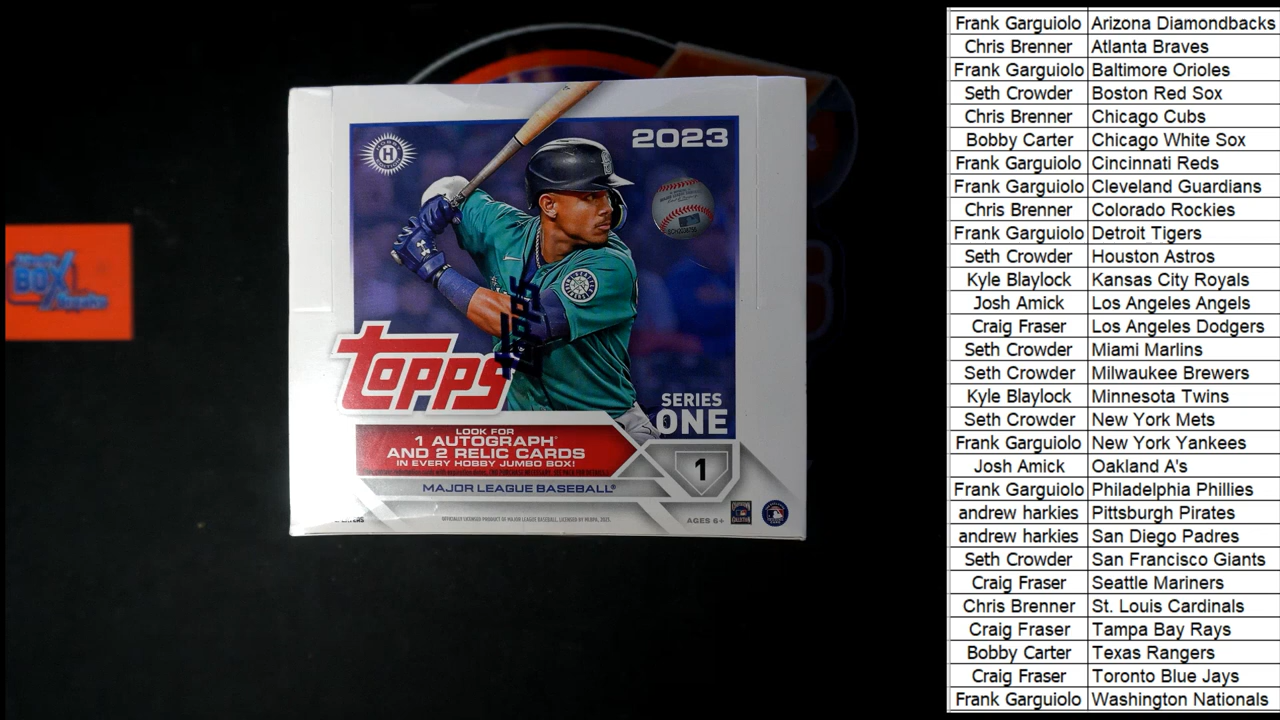 2023
H
topps
Topps
SERIES
ONE
LOOK FOR
1 AUTOGRAPH*
AND 2 RELIC CARDS
IN EVERY HOBBY JUMBO BOX!
1
MAJOR LEAGUE BASEBALL®
AGES 6+
BOX
Frank Garguiolo Arizona Diamondbacks
Chris Brenner Atlanta Braves
Frank Garguiolo Baltimore Orioles
Seth Crowder Boston Red Sox
Chris Brenner Chicago Cubs
Bobby Carter Chicago White Sox
Frank Garguiolo Cincinnati Reds
Frank Garguiolo Cleveland Guardians
Chris Brenner Colorado Rockies
Frank Garguiolo Detroit Tigers
Seth Crowder Houston Astros
Kyle Blaylock Kansas City Royals
Josh Amick Los Angeles Angels
Craig Fraser Los Angeles Dodgers
Seth Crowder Miami Marlins
Seth Crowder Milwaukee Brewers
Kyle Blaylock Minnesota Twins
Seth Crowder New York Mets
Frank Garguiolo New York Yankees
Josh Amick Oakland A's
Frank Garguiolo Philadelphia Phillies
andrew harkies Pittsburgh Pirates
andrew harkies San Diego Padres
Seth Crowder San Francisco Giants
Craig Fraser Seattle Mariners
Chris Brenner St. Louis Cardinals
Craig Fraser Tampa Bay Rays
Bobby Carter Texas Rangers
Craig Fraser Toronto Blue Jays
Frank Garguiolo Washington Nationals